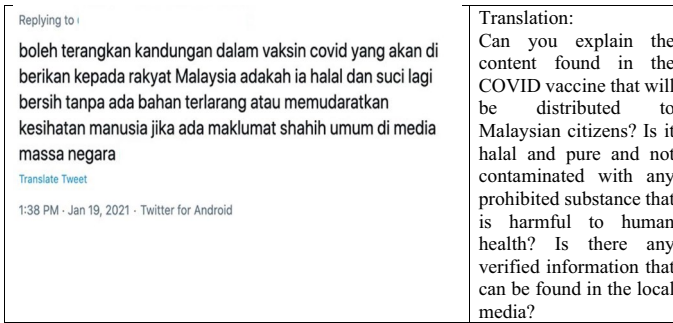 Replying to
boleh terangkan kandungan dalam vaksin covid yang akan di
berikan kepada rakyat Malaysia adakah ia halal dan suci lagi
bersih tanpa ada bahan terlarang atau memudaratkan
kesihatan manusia jika ada maklumat shahih umum di media
massa negara
Translate Tweet
1:38 PM · Jan 19, 2021 · Twitter for Android
Translation:
Can you explain the
content found in the
COVID vaccine that will
be distributed to
Malaysian citizens? Is it
halal and pure and not
contaminated with any
prohibited substance that
is harmful to human
health? Is there any
verified information that
can be found in the local
media?